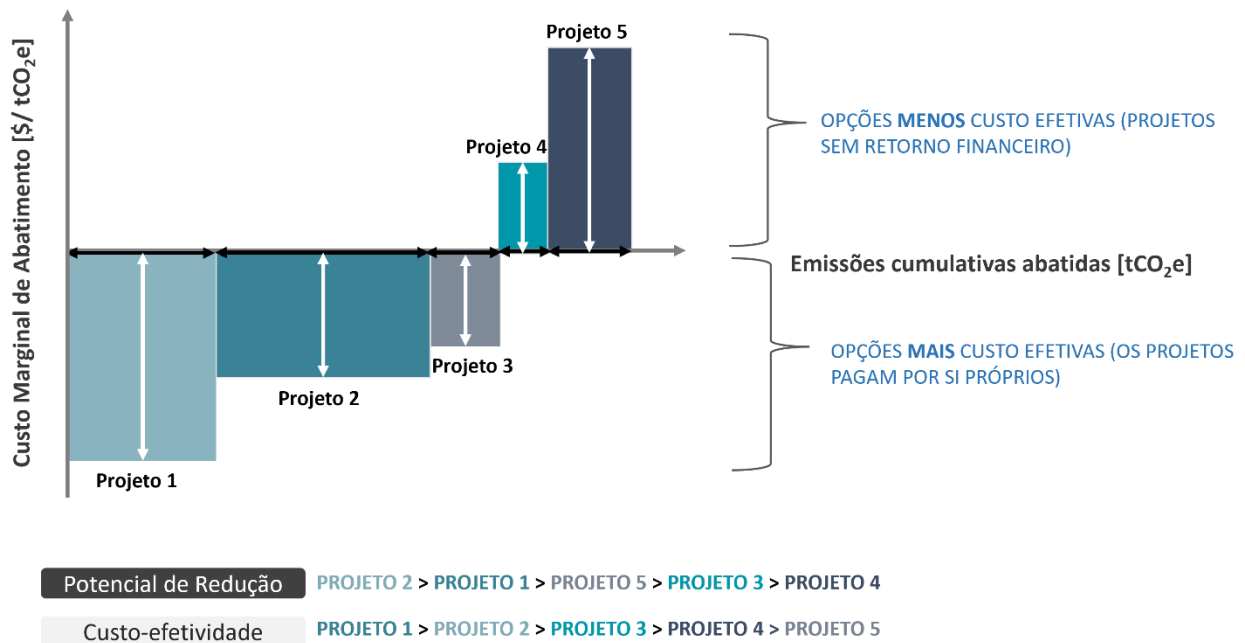 Custo Marginal de Abatimento [$/ tCO₂e]
Projeto 5
Projeto 4
OPÇÕES MENOS CUSTO EFETIVAS (PROJETOS
SEM RETORNO FINANCEIRO)
Emissões cumulativas abatidas [tCO₂e]
Projeto 3
Projeto 2
Projeto 1
OPÇÕES MAIS CUSTO EFETIVAS (OS PROJETOS
PAGAM POR SI PRÓPRIOS)
Potencial de Redução PROJETO 2 > PROJETO 1 > PROJETO 5 > PROJETO 3 > PROJETO 4
Custo-efetividade PROJETO 1 > PROJETO 2 > PROJETO 3 > PROJETO 4 > PROJETO 5